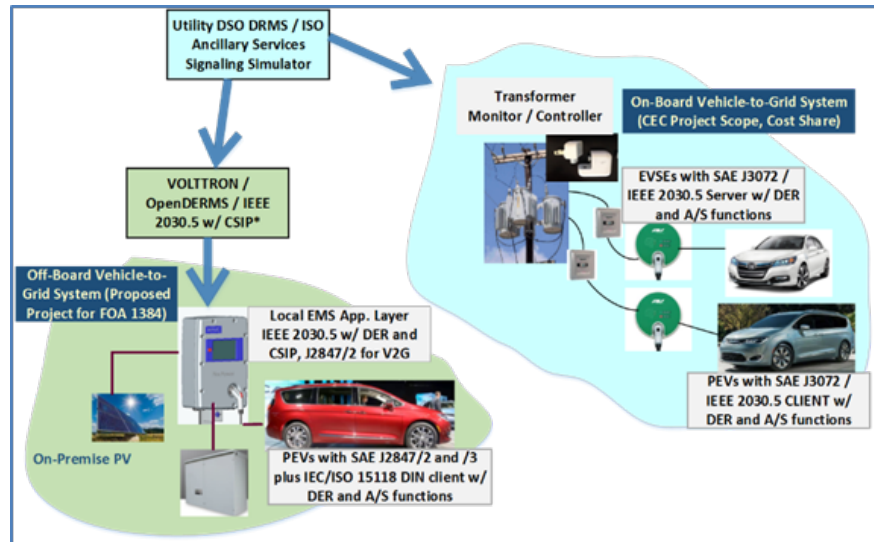 Utility DSO DRMS / ISO
Ancillary Services
Signaling Simulator
Transformer
Monitor / Controller
On-Board Vehicle-to-Grid System
(CEC Project Scope, Cost Share)
EVSEs with SAE J3072 /
IEEE 2030.5 Server w/ DER
and A/S functions
VOLTTRON /
OpenDERMS / IEEE
2030.5 w/ CSIP*
Off-Board Vehicle-to-
Grid System (Proposed
Project for FOA 1384)
Local EMS App. Layer
IEEE 2030.5 w/ DER and
CSIP, J2847/2 for V2G
PEVs with SAE J3072 /
IEEE 2030.5 CLIENT w/
DER and A/S functions
On-Premise PV
PEVs with SAE J2847/2 and /3
plus IEC/ISO 15118 DIN client w/
DER and A/S functions